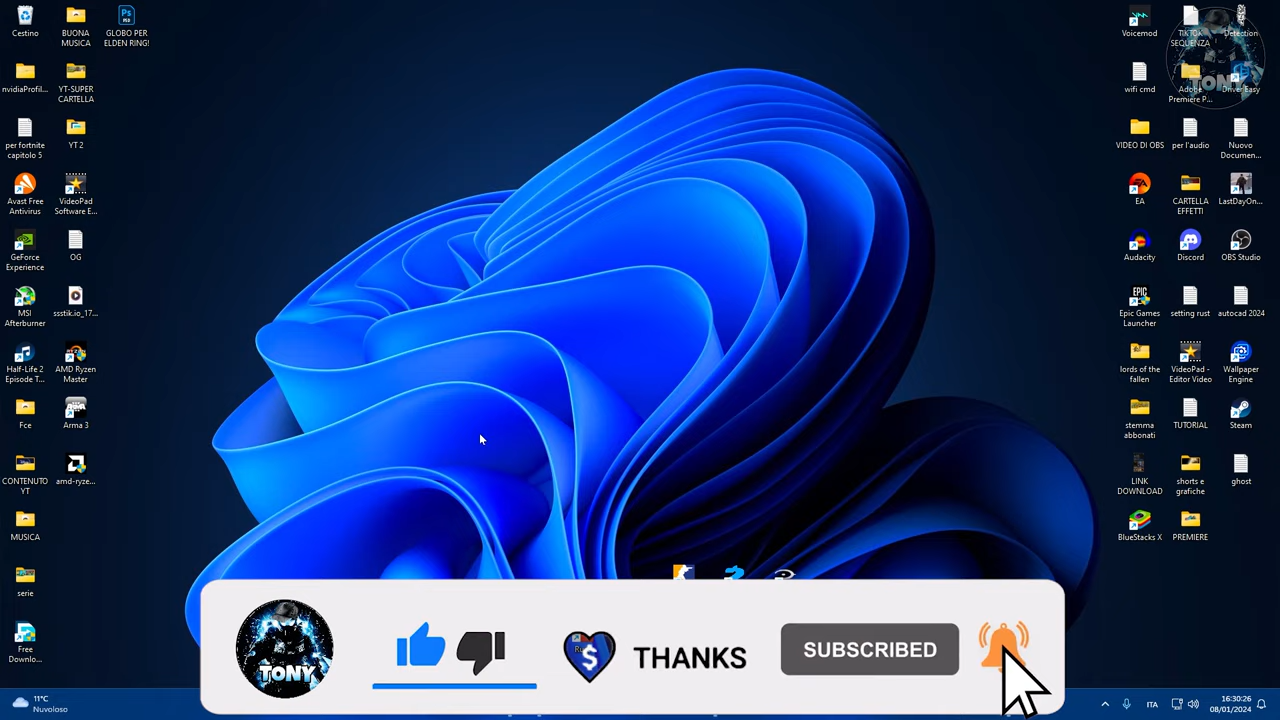 Cestino
BUONA
MUSICA
GLOBO PER
ELDEN RING!
nvidiaProfil...
YT-SUPER
CARTELLA
per fortnite
capitolo 5
YT 2
Avast Free
Antivirus
VideoPad
Software E...
GeForce
Experience
OG
MSI
Afterburner
ssstik.io_17...
Half-Life 2
Episode T...
AMD Ryzen
Master
Fce
Arma 3
CONTENUTO
YT
amd-ryze...
MUSICA
serie
Free
Downlo...
Voicemod
TIKTOK
SEQUENZA
Detection
wifi cmd
Adobe
Premiere P...
Driver Easy
TONY
VIDEO DI OBS
per l'audio
Nuovo
Documen...
EA
CARTELLA
EFFETTI
LastDayOn...
Audacity
Discord
OBS Studio
Epic Games
Launcher
setting rust
autocad 2024
lords of the
fallen
VideoPad -
Editor Video
Wallpaper
Engine
stemma
abbonati
TUTORIAL
Steam
LINK
DOWNLOAD
shorts e
grafiche
ghost
BlueStacks X
PREMIERE
TONY
THANKS
SUBSCRIBED
11°C
Nuvoloso
ITA
16:30:26
08/01/2024